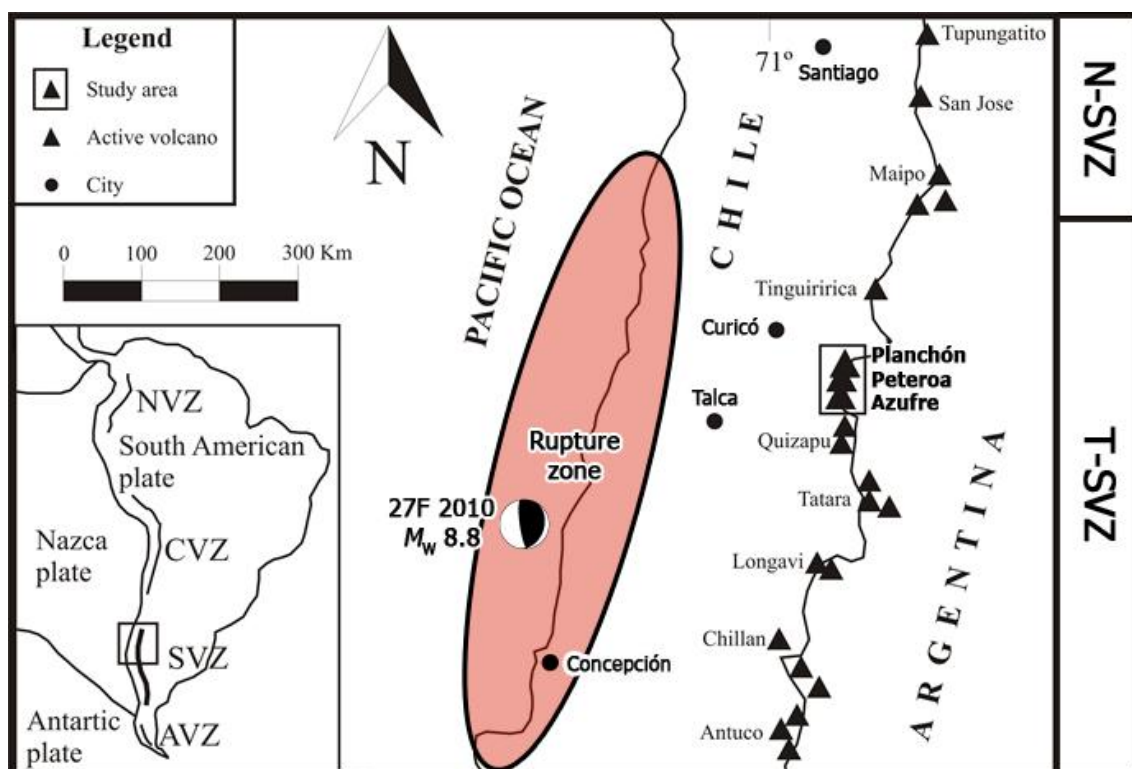 Legend
Study area
Active volcano
City
N
0 100 200 300 Km
PACIFIC OCEAN
CHILE
ARGENTINA
71º
Santiago
Tupungatito
San Jose
Maipo
Tinguiririca
Curicó
Planchón
Peteroa
Azufre
Talca
Quizapu
Rupture
zone
Tatara
27F 2010
Mw 8.8
Longavi
Concepción
Chillan
Antuco
NVZ
South American
plate
Nazca
plate
CVZ
SVZ
Antartic
plate
AVZ
N-SVZ
T-SVZ